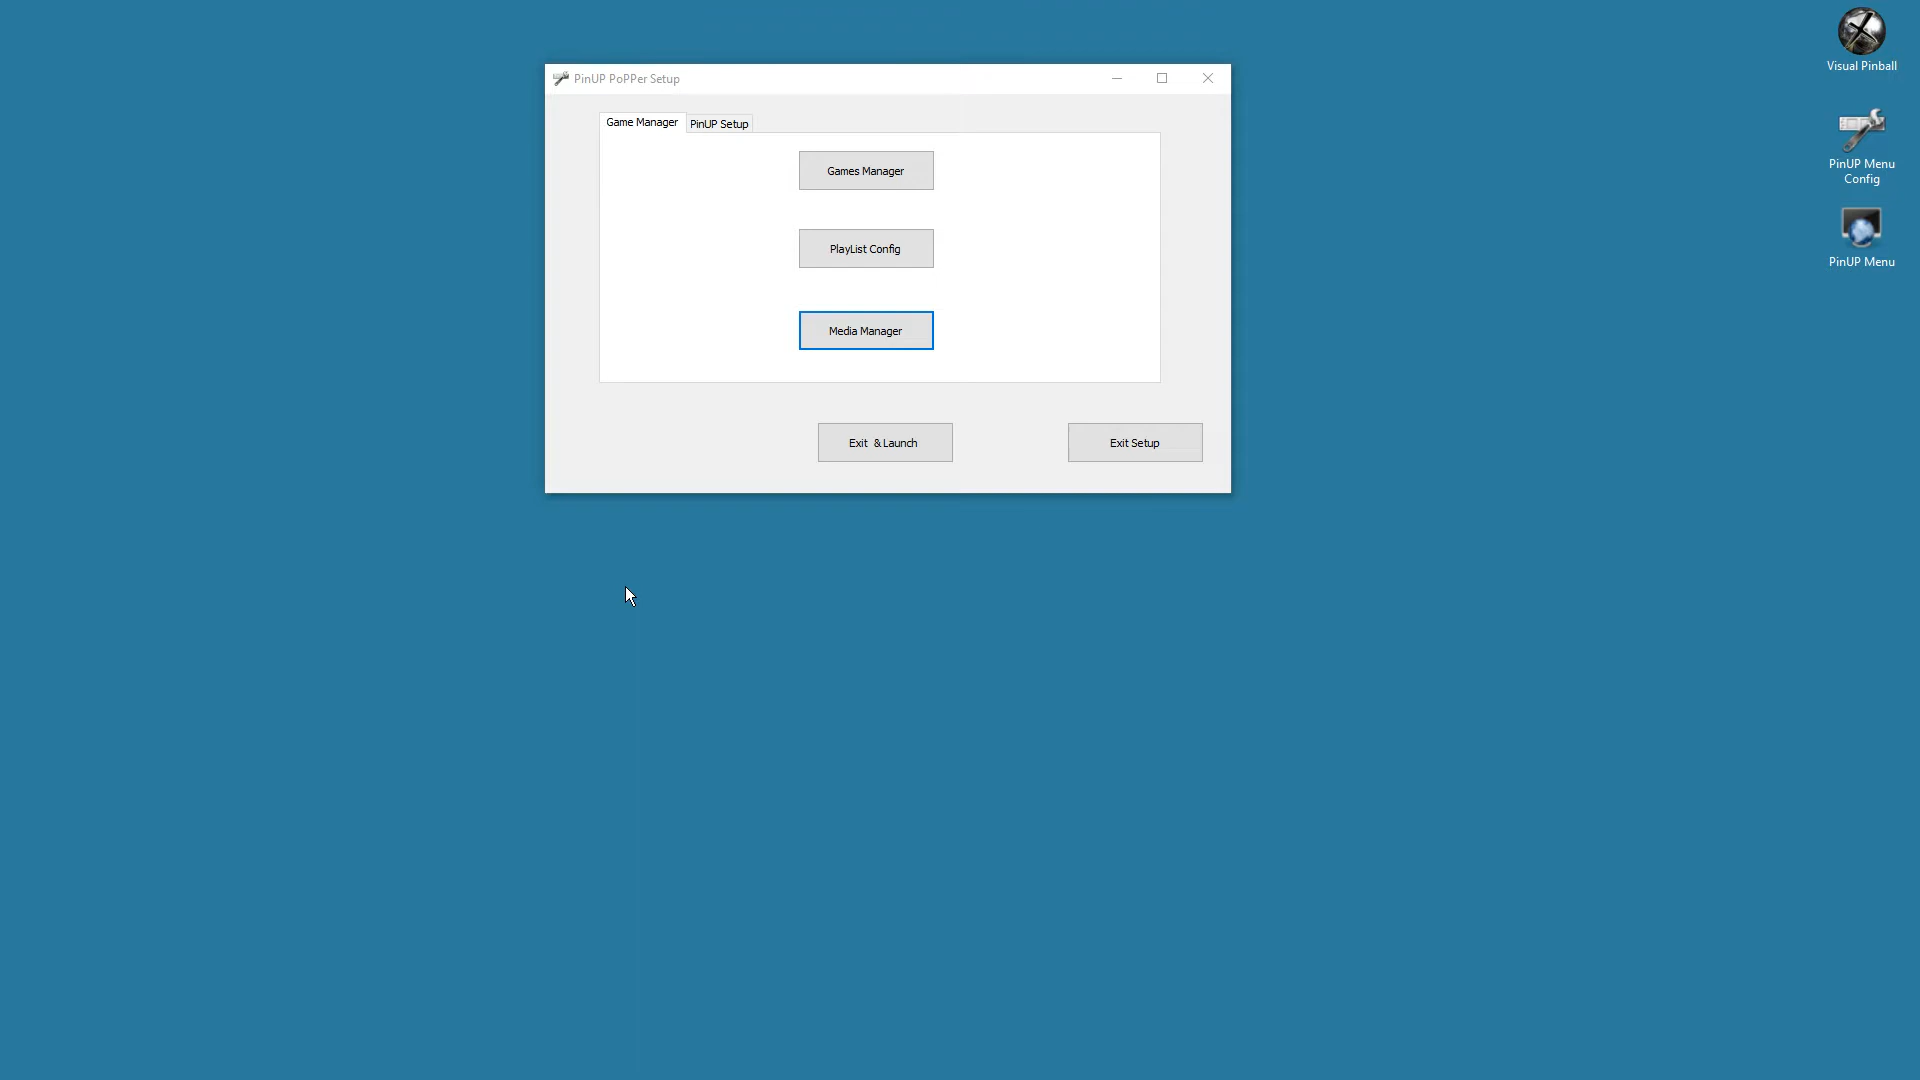 PinUP PoPPer Setup
Game Manager
PinUP Setup
Games Manager
PlayList Config
Media Manager
Exit & Launch
Exit Setup
Visual Pinball
PinUP Menu
Config
PinUP Menu